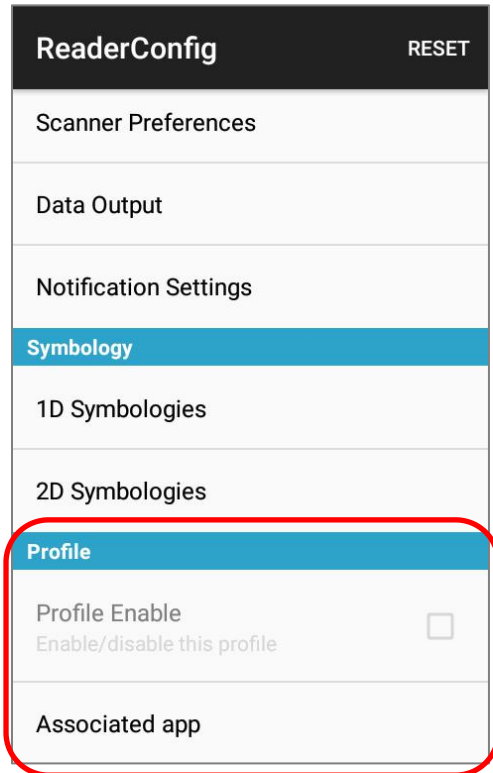 ReaderConfig RESET
Scanner Preferences
Data Output
Notification Settings
Symbology
1D Symbologies
2D Symbologies
Profile
Profile Enable
Enable/disable this profile
Associated app